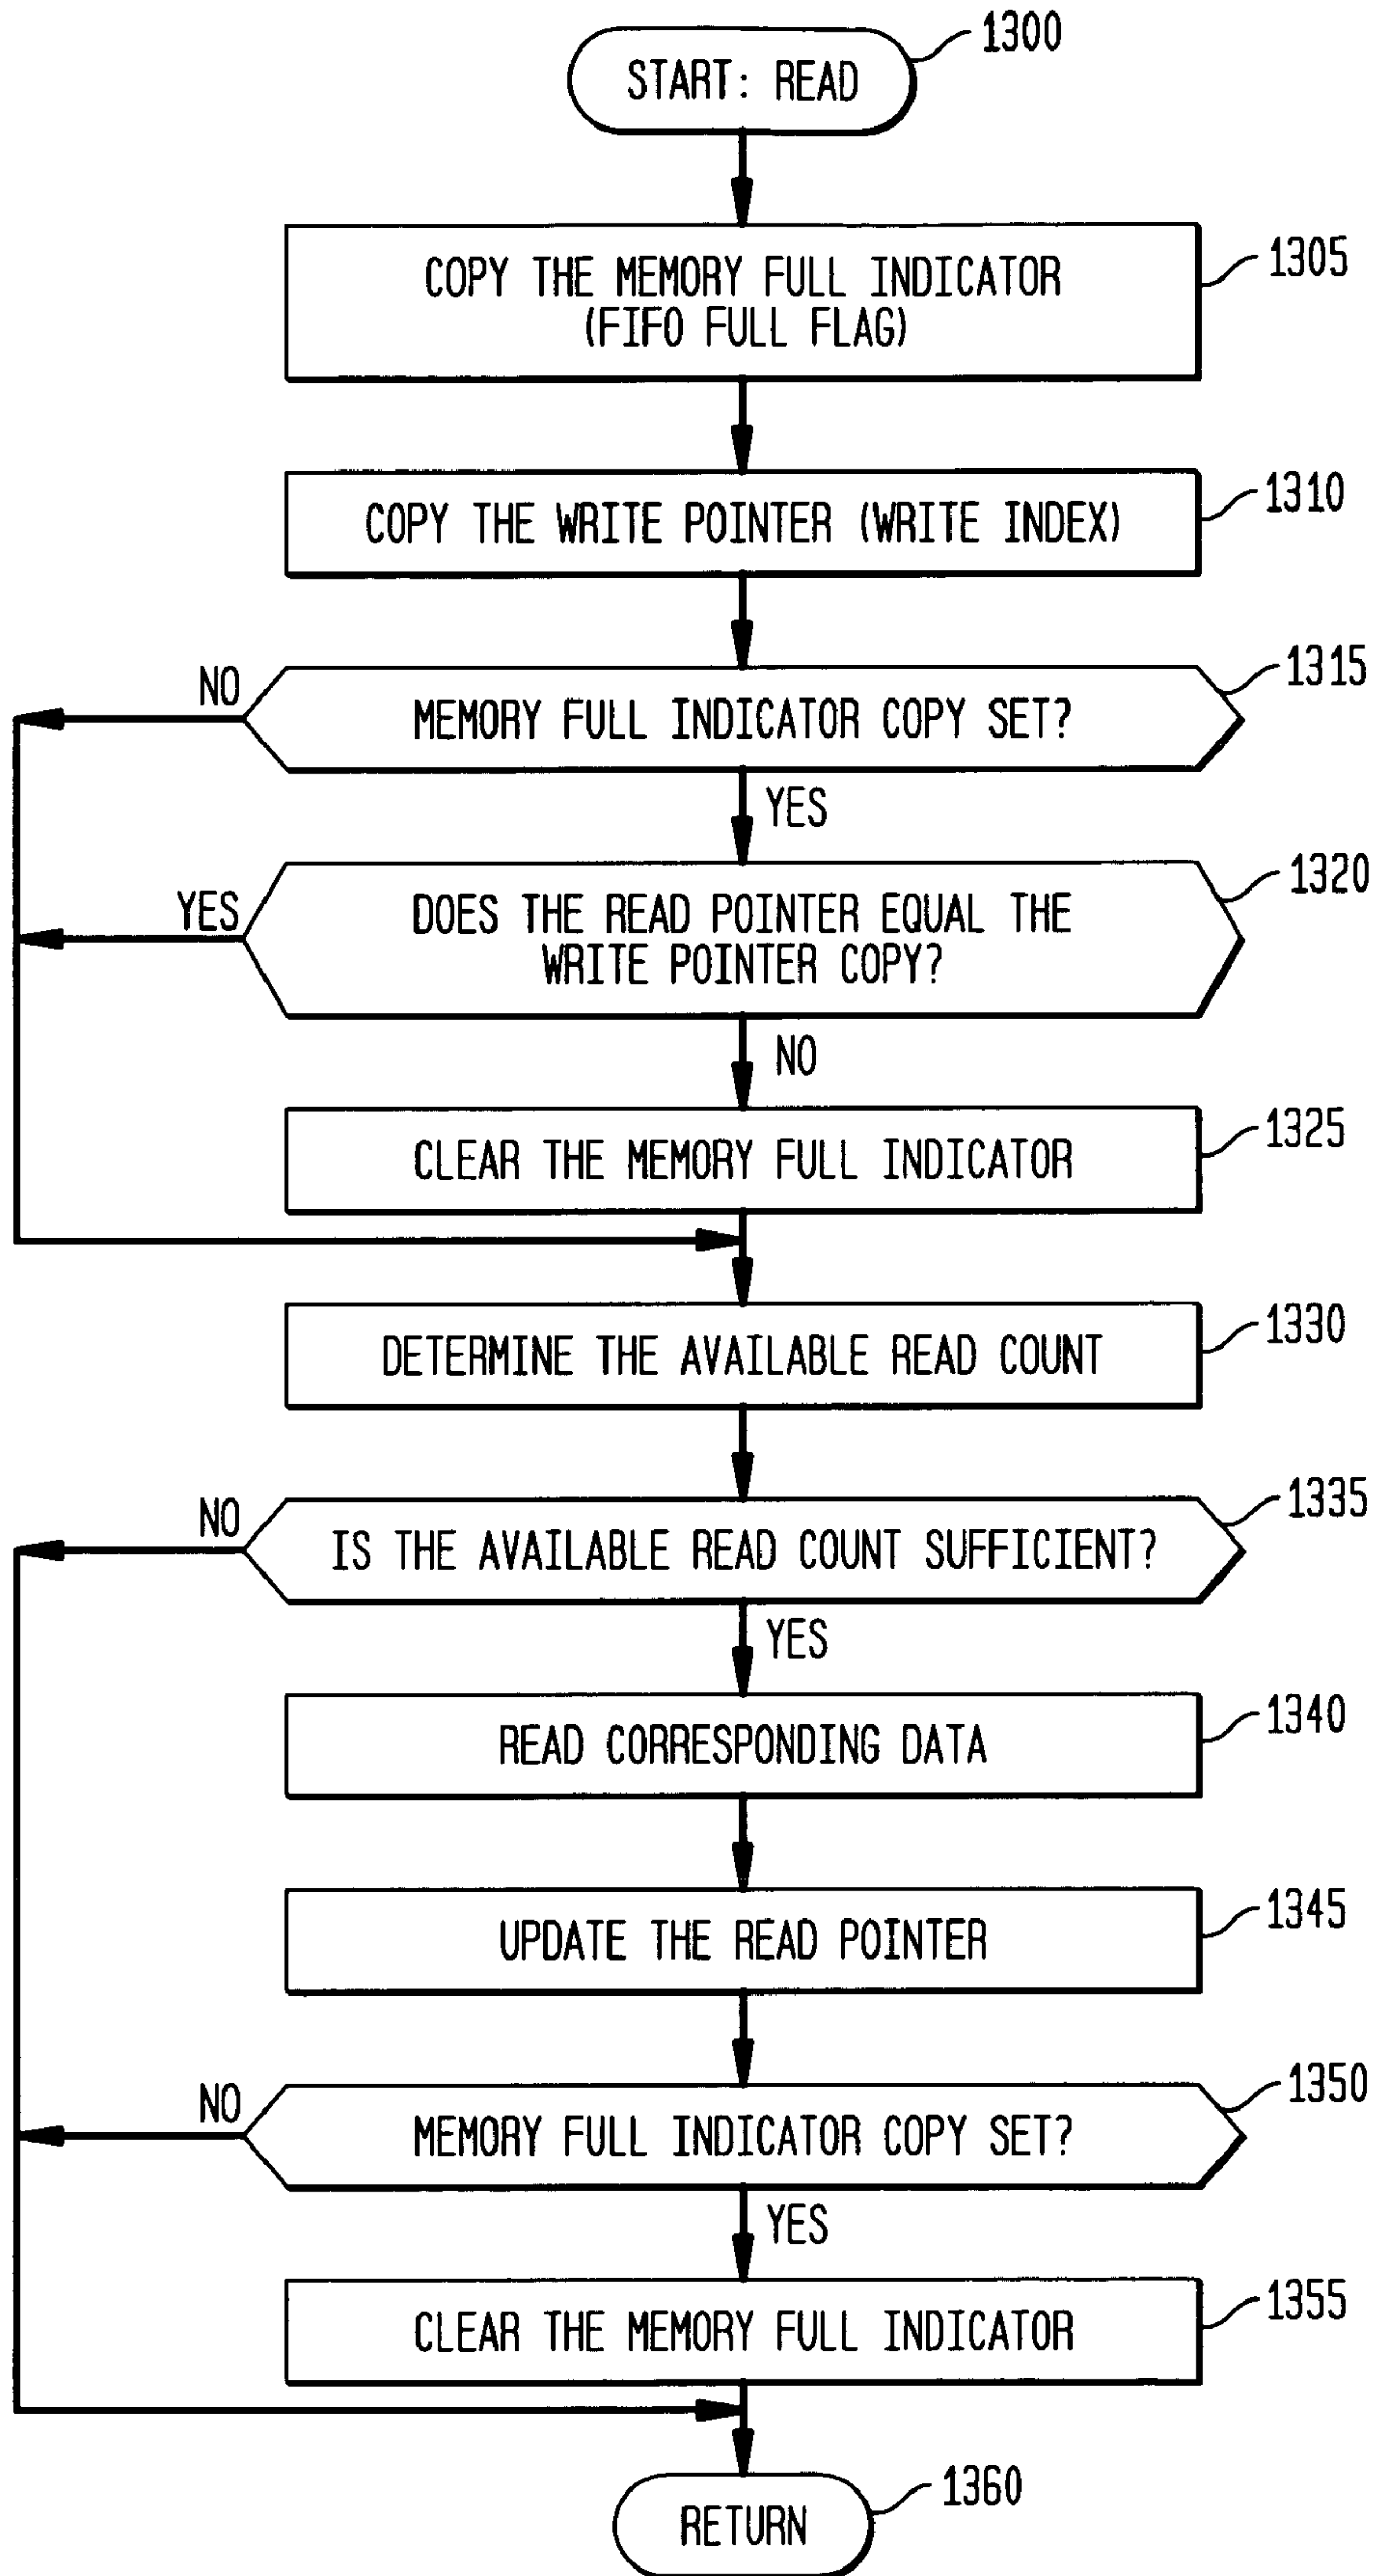 1300
START: READ
1305
COPY THE MEMORY FULL INDICATOR
(FIFO FULL FLAG)
1310
COPY THE WRITE POINTER (WRITE INDEX)
1315
NO
MEMORY FULL INDICATOR COPY SET?
YES
1320
YES
DOES THE READ POINTER EQUAL THE
WRITE POINTER COPY?
NO
1325
CLEAR THE MEMORY FULL INDICATOR
1330
DETERMINE THE AVAILABLE READ COUNT
1335
NO
IS THE AVAILABLE READ COUNT SUFFICIENT?
YES
1340
READ CORRESPONDING DATA
1345
UPDATE THE READ POINTER
1350
NO
MEMORY FULL INDICATOR COPY SET?
YES
1355
CLEAR THE MEMORY FULL INDICATOR
1360
RETURN